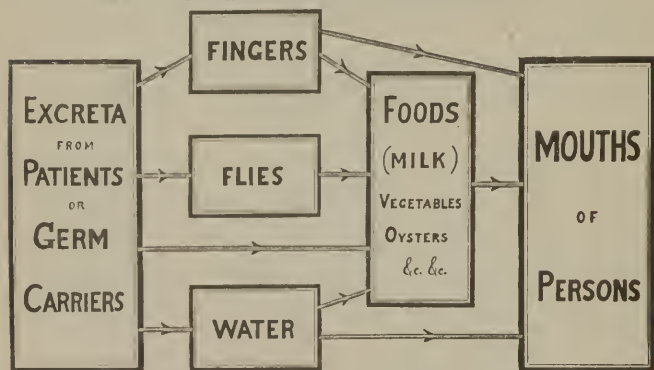 EXCRETA
FROM
PATIENTS
OR
GERM
CARRIERS
FINGERS
FLIES
WATER
FOODS
(MILK)
VEGETABLES
OYSTERS
&c. &c.
MOUTHS
OF
PERSONS